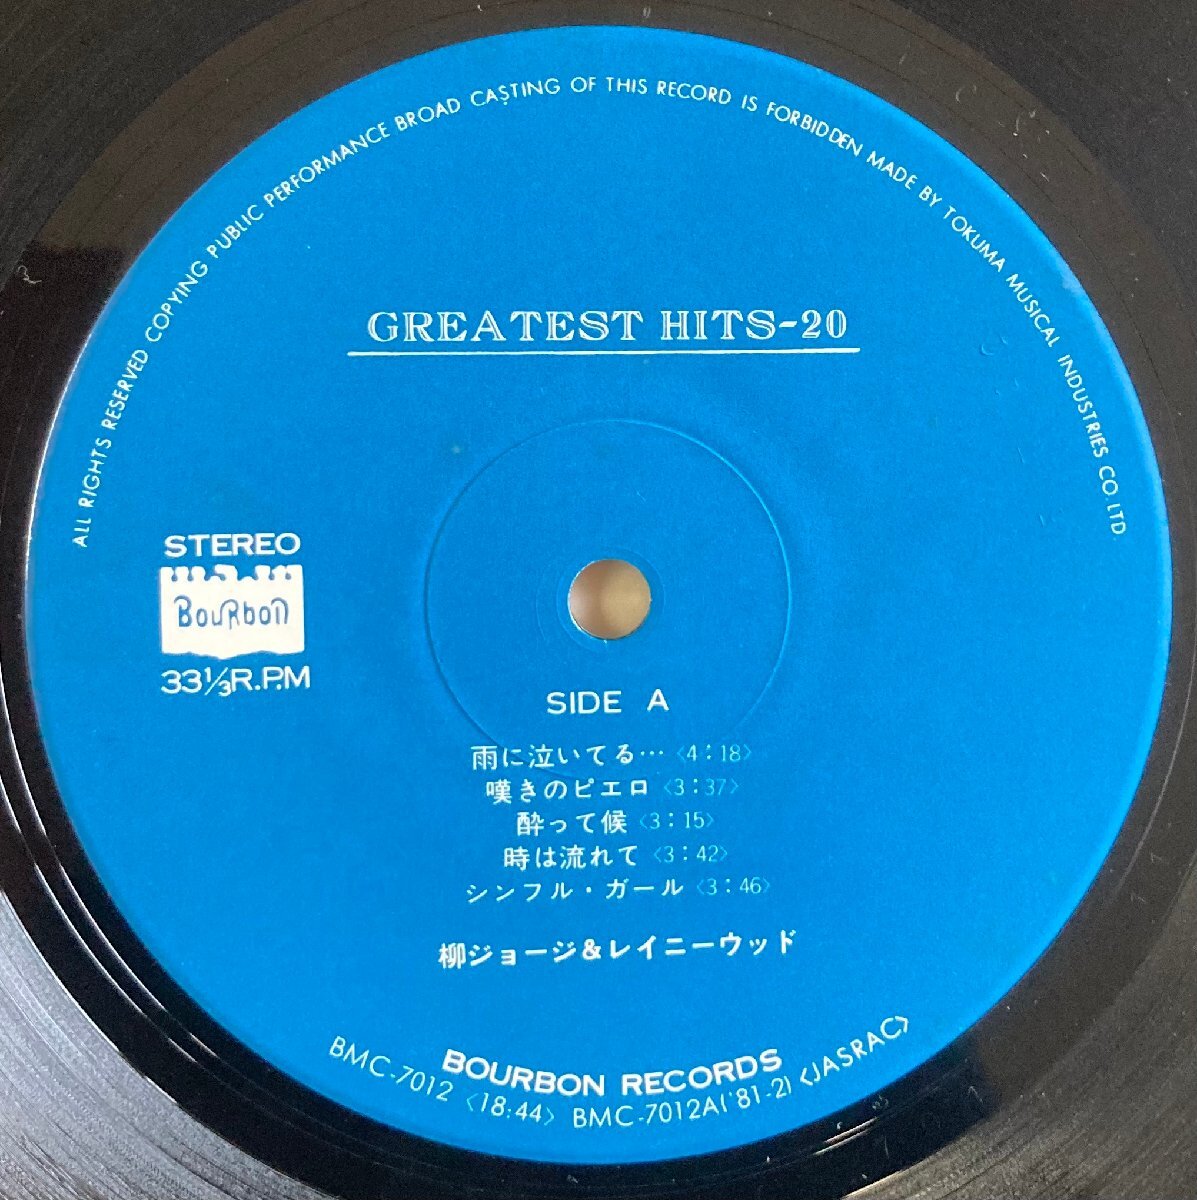 ALL RIGHTS RESERVED COPYING PUBLIC PERFORMANCE BROAD CASTING OF THIS RECORD IS FORBIDDEN MADE BY TOKUMA MUSICAL INDUSTRIES CO. LTD.
GREATEST HITS-20
STEREO
BouRbon
33⅓R.P.M
SIDE A
雨に泣いてる… 〈4:18〉
嘆きのピエロ 〈3:37〉
酔って候 〈3:15〉
時は流れて 〈3:42〉
シンフル・ガール 〈3:46〉
柳ジョージ&レイニーウッド
BOURBON RECORDS
BMC-7012 〈18:44〉 BMC-7012A('81-2) 〈JASRAC〉